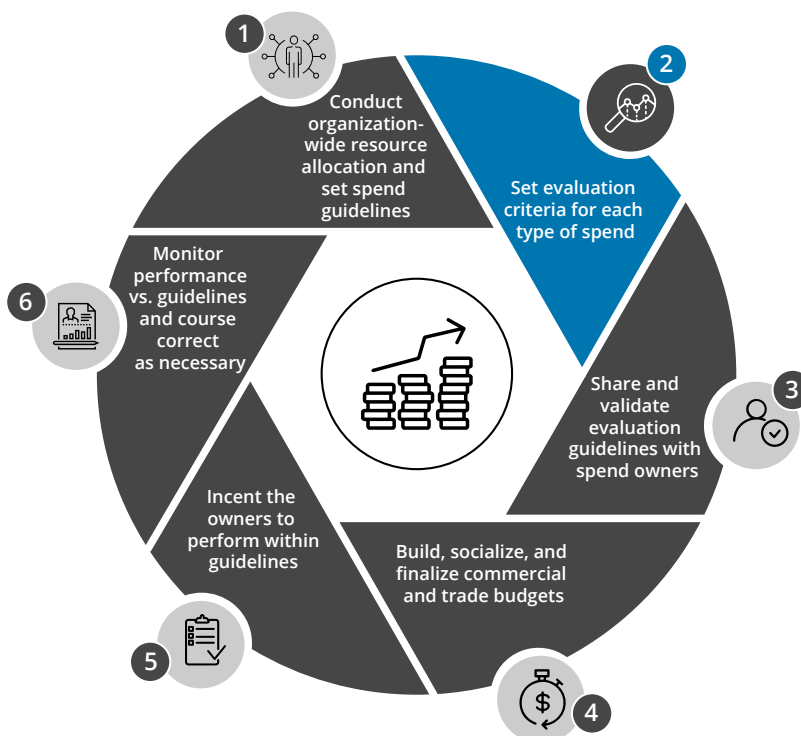 1
Conduct
organization-
wide resource
allocation and
set spend
guidelines
2
Set evaluation
criteria for each
type of spend
3
Share and
validate
evaluation
guidelines with
spend owners
4
$
Build, socialize, and
finalize commercial
and trade budgets
5
Incent the
owners to
perform within
guidelines
6
Monitor
performance
vs. guidelines
and course
correct
as necessary